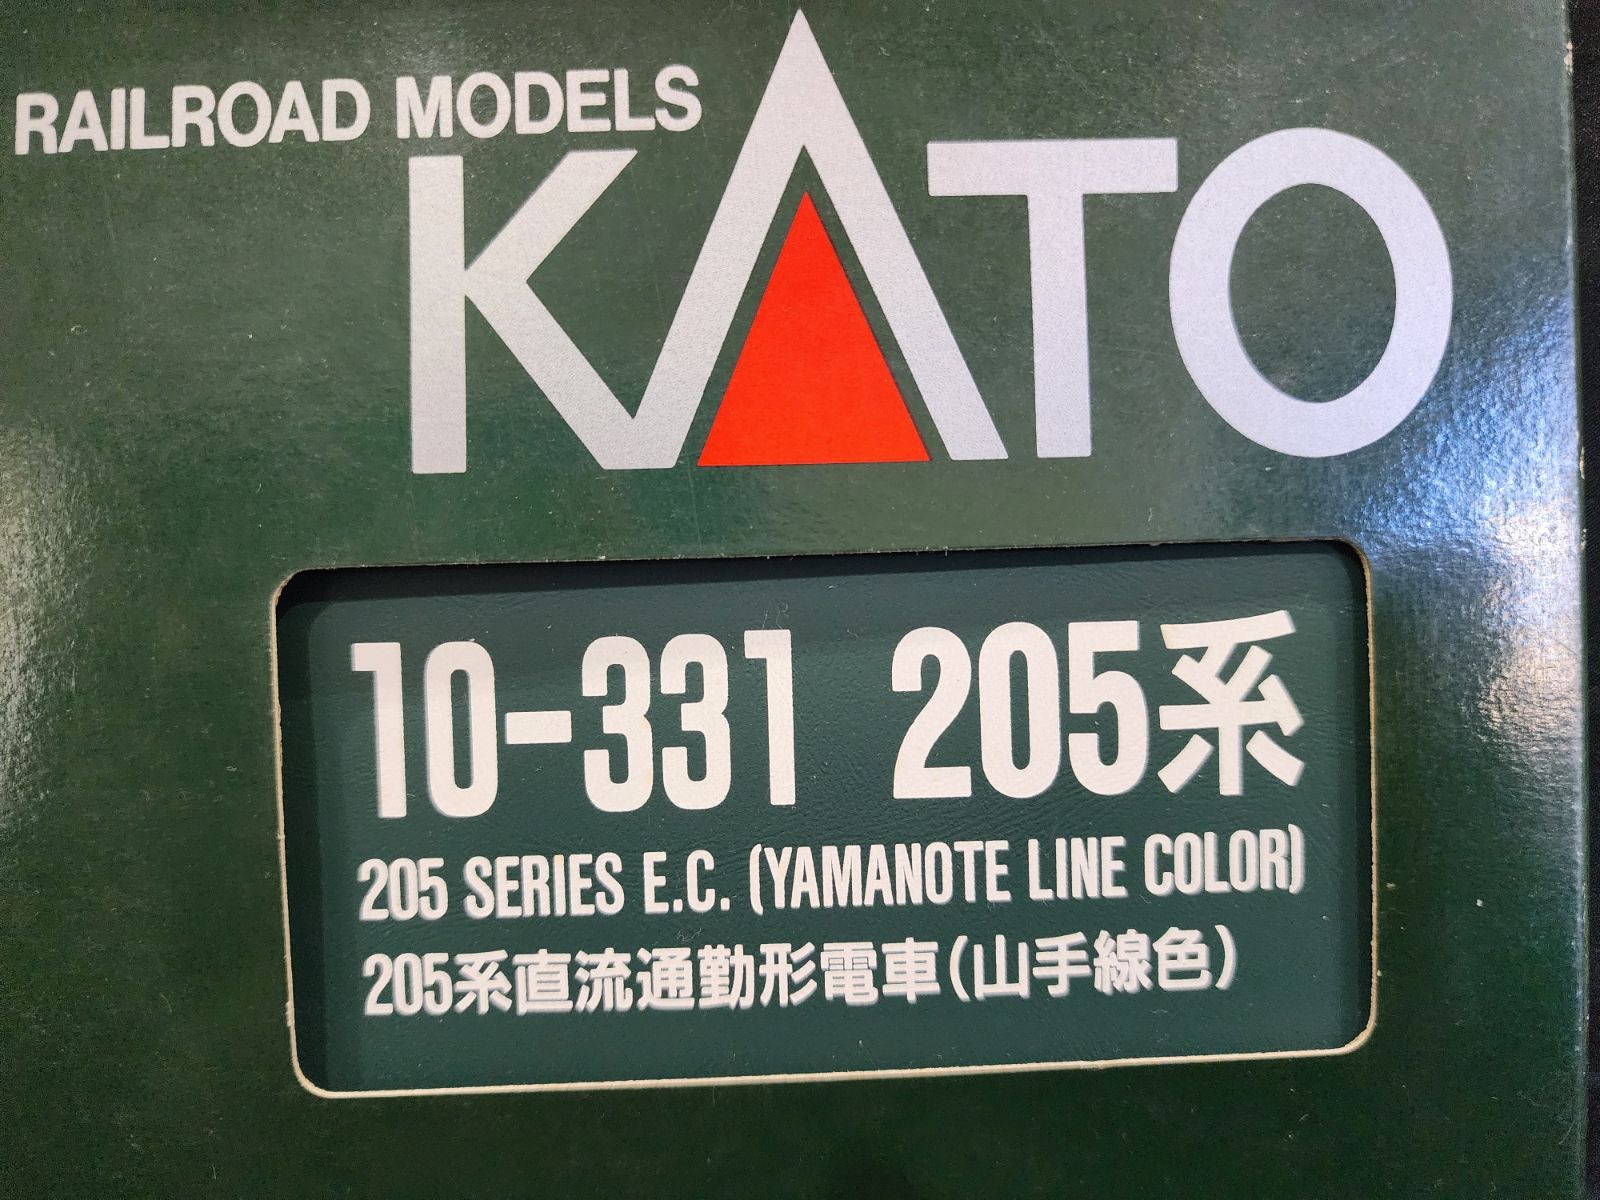 RAILROAD MODELS
KATO
10-331 205系
205 SERIES E.C. (YAMANOTE LINE COLOR)
205系直流通勤形電車(山手線色)